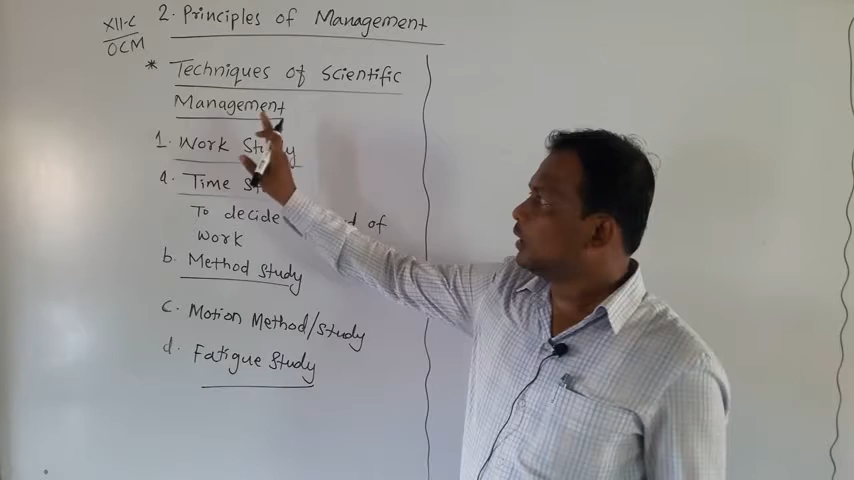 XII-C
OCM
2. Principles of Management
* Techniques of Scientific
Management
1. Work Study
a. Time
To decide of
work
b. Method Study
c. Motion Method/Study
d. Fatigue Study